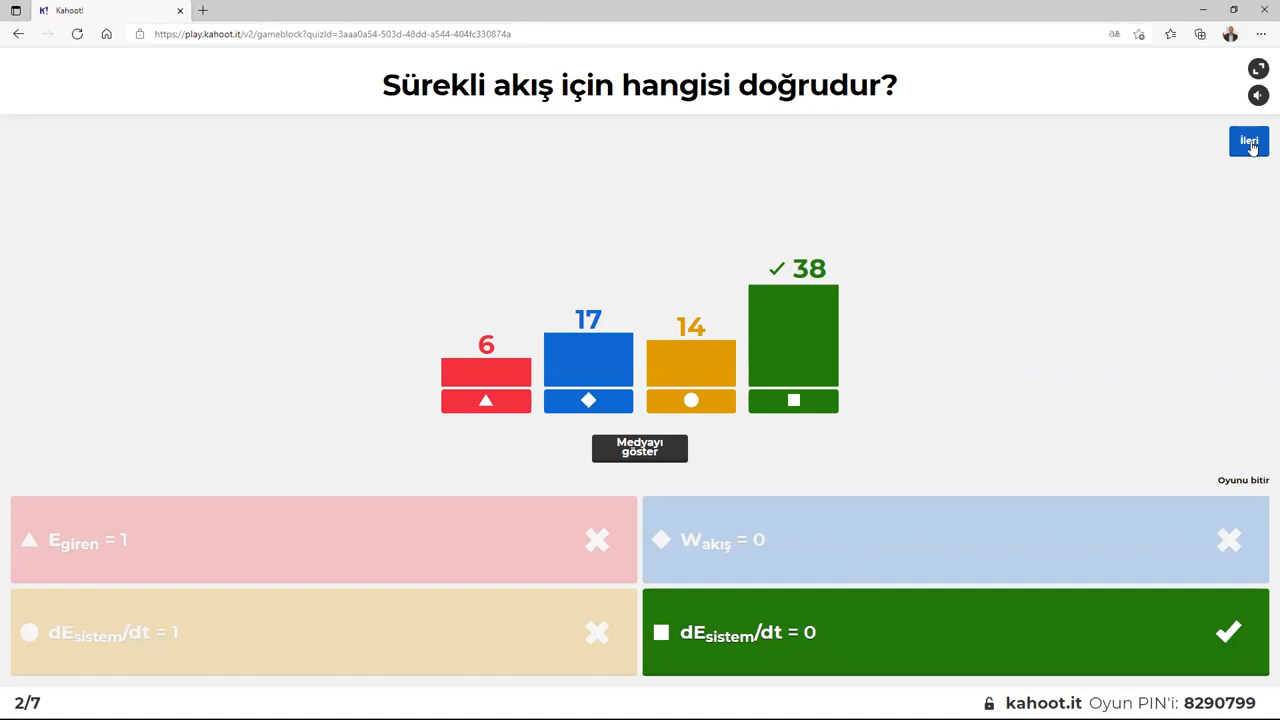 Kahoot!
https://play.kahoot.it/v2/gameblock?quizId=3aaa0a54-503d-48dd-a544-404fc330874a
Sürekli akış için hangisi doğrudur?
İleri
6
17
14
38
Medyayı
göster
Oyunu bitir
Egiren = 1
Wakış = 0
dEsistem/dt = 1
dEsistem/dt = 0
2/7
kahoot.it Oyun PIN'i: 8290799